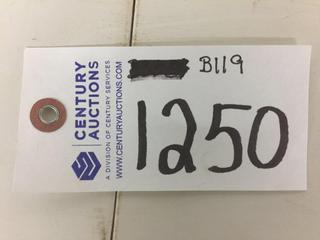 B119
1250
CENTURY
AUCTIONS
A DIVISION OF CENTURY SERVICES
WWW.CENTURYAUCTIONS.COM